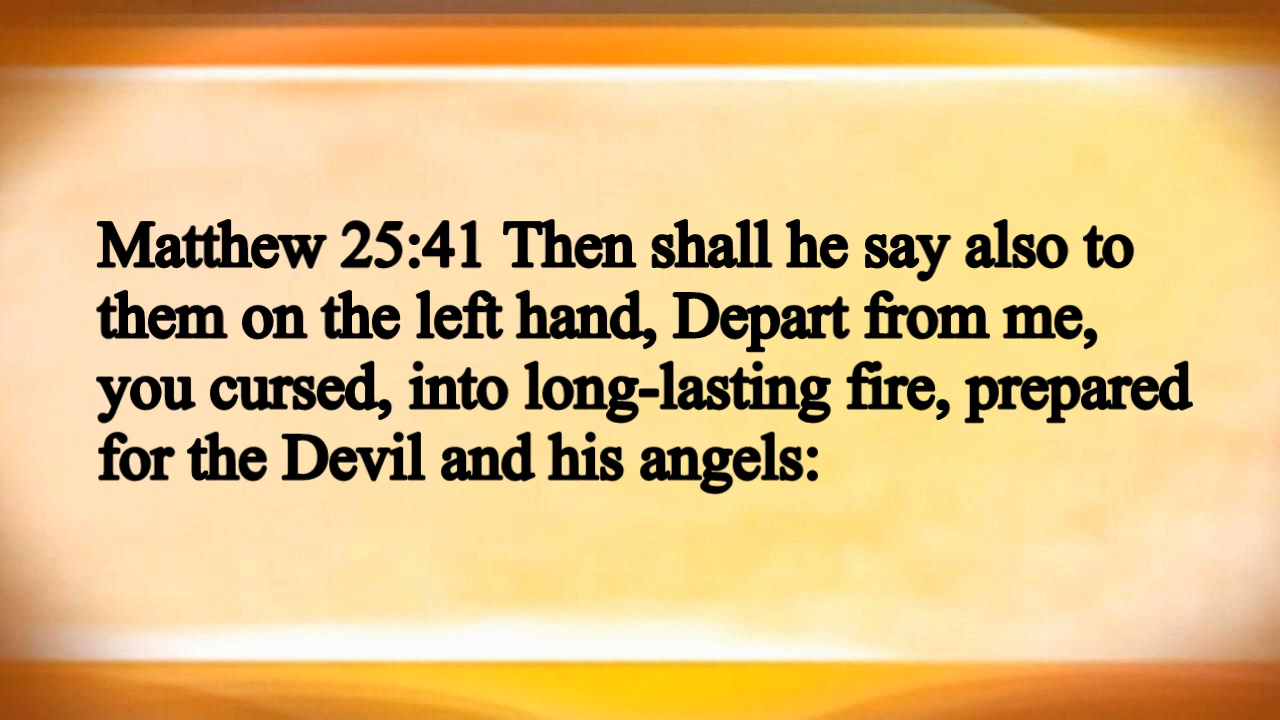 Matthew 25:41 Then shall he say also to
them on the left hand, Depart from me,
you cursed, into long-lasting fire, prepared
for the Devil and his angels: